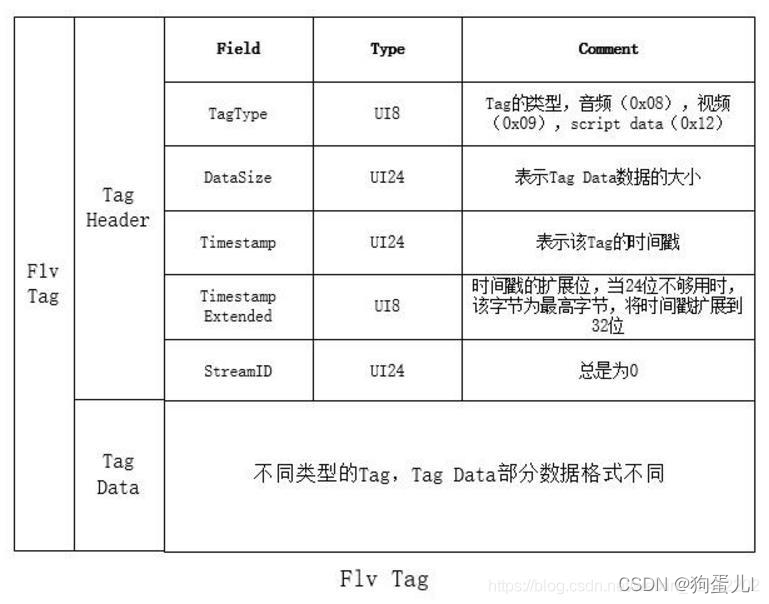 Field Type Comment
TagType UI8 Tag的类型，音频（0x08），视频
（0x09），script data（0x12）
DataSize UI24 表示Tag Data数据的大小
Tag
Header
Timestamp UI24 表示该Tag的时间戳
Flv
Tag
Timestamp
Extended
UI8
时间戳的扩展位，当24位不够用时，
该字节为最高字节，将时间戳扩展到
32位
StreamID UI24 总是为0
Tag
Data
不同类型的Tag，Tag Data部分数据格式不同
Flv Tag
https://blog.csdn.n
CSDN @狗蛋儿l